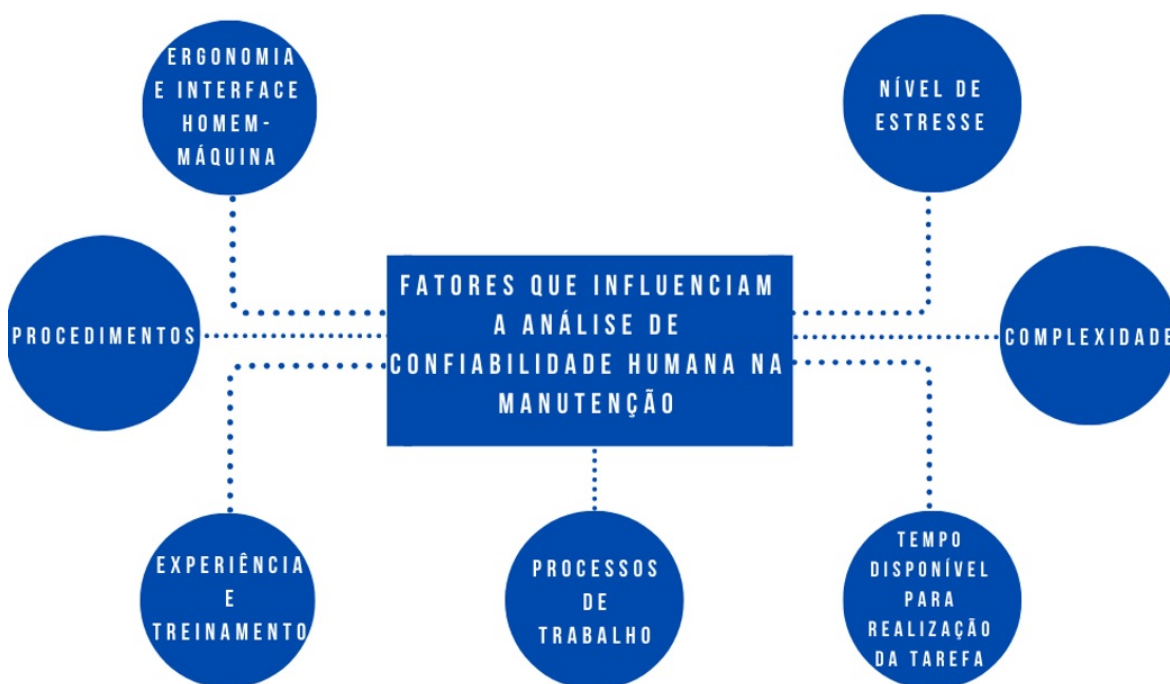 ERGONOMIA
E INTERFACE
HOMEM-
MÁQUINA
NÍVEL DE
ESTRESSE
PROCEDIMENTOS
FATORES QUE INFLUENCIAM
A ANÁLISE DE
CONFIABILIDADE HUMANA NA
MANUTENÇÃO
COMPLEXIDADE
EXPERIÊNCIA
E
TREINAMENTO
PROCESSOS
DE
TRABALHO
TEMPO
DISPONÍVEL
PARA
REALIZAÇÃO
DA TAREFA